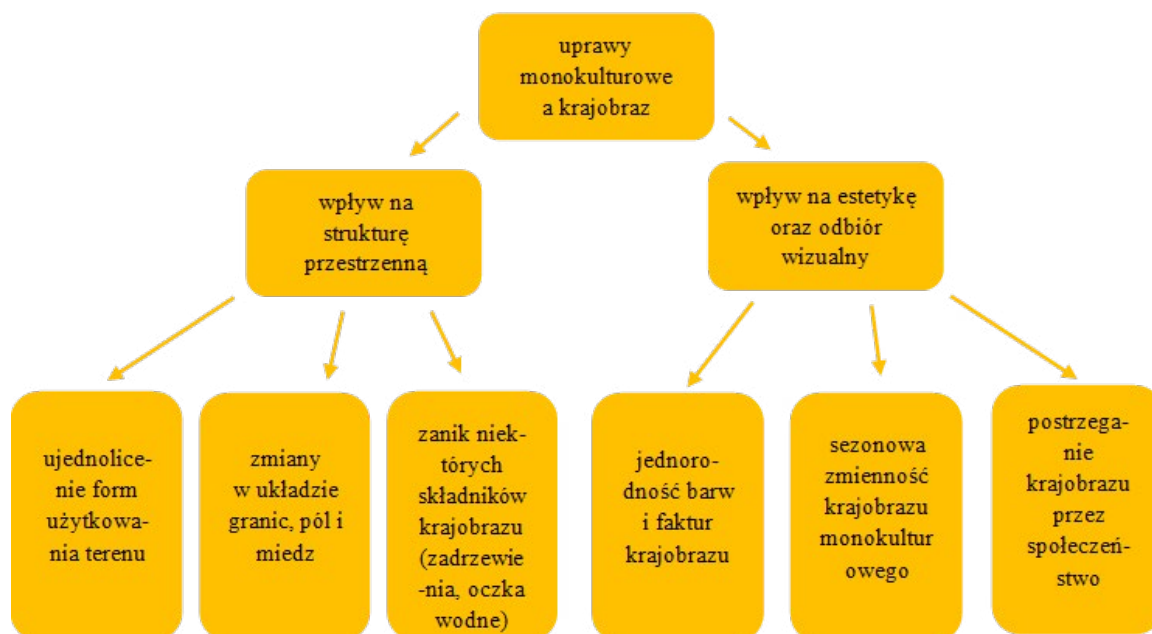 uprawy
monokulturowe
a krajobraz
wpływ na
strukturę
przestrzenną
wpływ na estetykę
oraz odbiór
wizualny
ujednolice-
nie form
użytkowa-
nia terenu
zmiany
w układzie
granic, pól i
miedz
zanik niek-
tórych
składników
krajobrazu
(zadrzewie
-nia, oczka
wodne)
jednoro-
dność barw
i faktur
krajobrazu
sezonowa
zmienność
krajobrazu
monokultur
owego
postrzega-
nie
krajobrazu
przez
społeczeń-
stwo